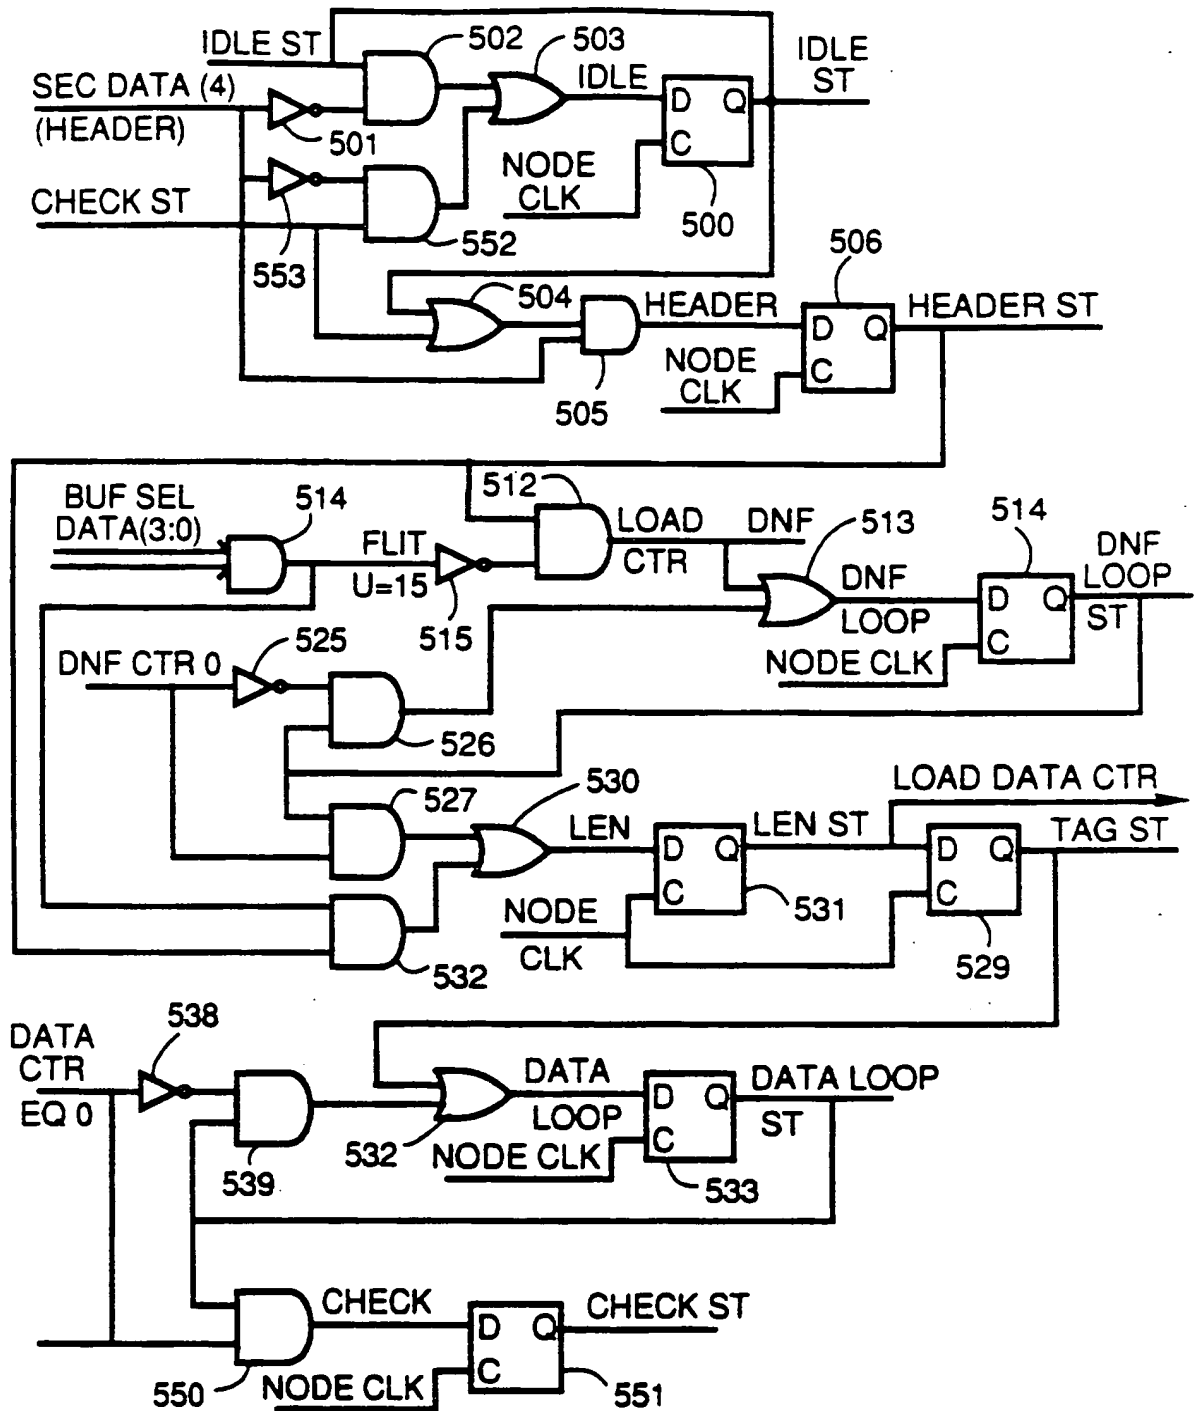 IDLE ST
502
503
IDLE
IDLE
ST
SEC DATA (4)
(HEADER)
501
D
Q
C
NODE
CLK
500
CHECK ST
553
552
506
504
HEADER
HEADER ST
D
Q
C
NODE
CLK
505
BUF SEL
DATA(3:0)
514
FLIT
U=15
515
512
LOAD
CTR
DNF
513
DNF
LOOP
514
DNF
LOOP
ST
D
Q
C
NODE CLK
DNF CTR 0
525
526
527
530
LEN
LEN ST
LOAD DATA CTR
TAG ST
D
Q
C
531
D
Q
C
529
NODE
CLK
532
DATA
CTR
EQ 0
538
539
532
DATA
LOOP
NODE CLK
D
Q
C
533
DATA LOOP
ST
550
CHECK
NODE CLK
D
Q
C
551
CHECK ST